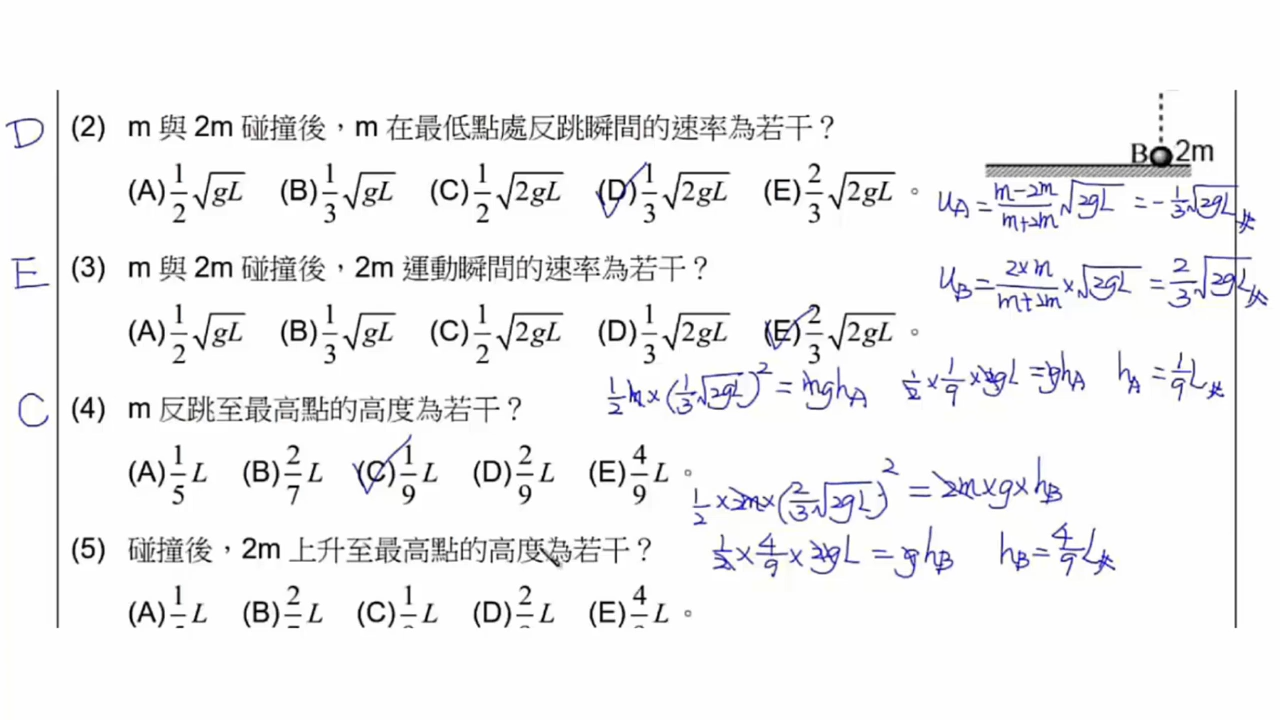 D (2) m 與 2m 碰撞後，m 在最低點處反跳瞬間的速率為若干？
B 2m
(A) 1/2 √gL (B) 1/3 √gL (C) 1/2 √2gL (D) 1/3 √2gL (E) 2/3 √2gL 。
u_A = (m-2m)/(m+2m) √2gL = -1/3 √2gL
E (3) m 與 2m 碰撞後，2m 運動瞬間的速率為若干？
u_B = (2×m)/(m+2m) × √2gL = 2/3 √2gL
(A) 1/2 √gL (B) 1/3 √gL (C) 1/2 √2gL (D) 1/3 √2gL (E) 2/3 √2gL 。
1/2 m × (1/3 √2gL)² = mgh_A 1/2 × 1/9 × 2gL = gh_A h_A = 1/9 L
C (4) m 反跳至最高點的高度為若干？
(A) 1/5 L (B) 2/7 L (C) 1/9 L (D) 2/9 L (E) 4/9 L 。
1/2 × 2m × (2/3 √2gL)² = 2m × g × h_B
(5) 碰撞後，2m 上升至最高點的高度為若干？
1/2 × 4/9 × 2gL = gh_B h_B = 4/9 L
(A) 1 L (B) 2 L (C) 1 L (D) 2 L (E) 4 L 。